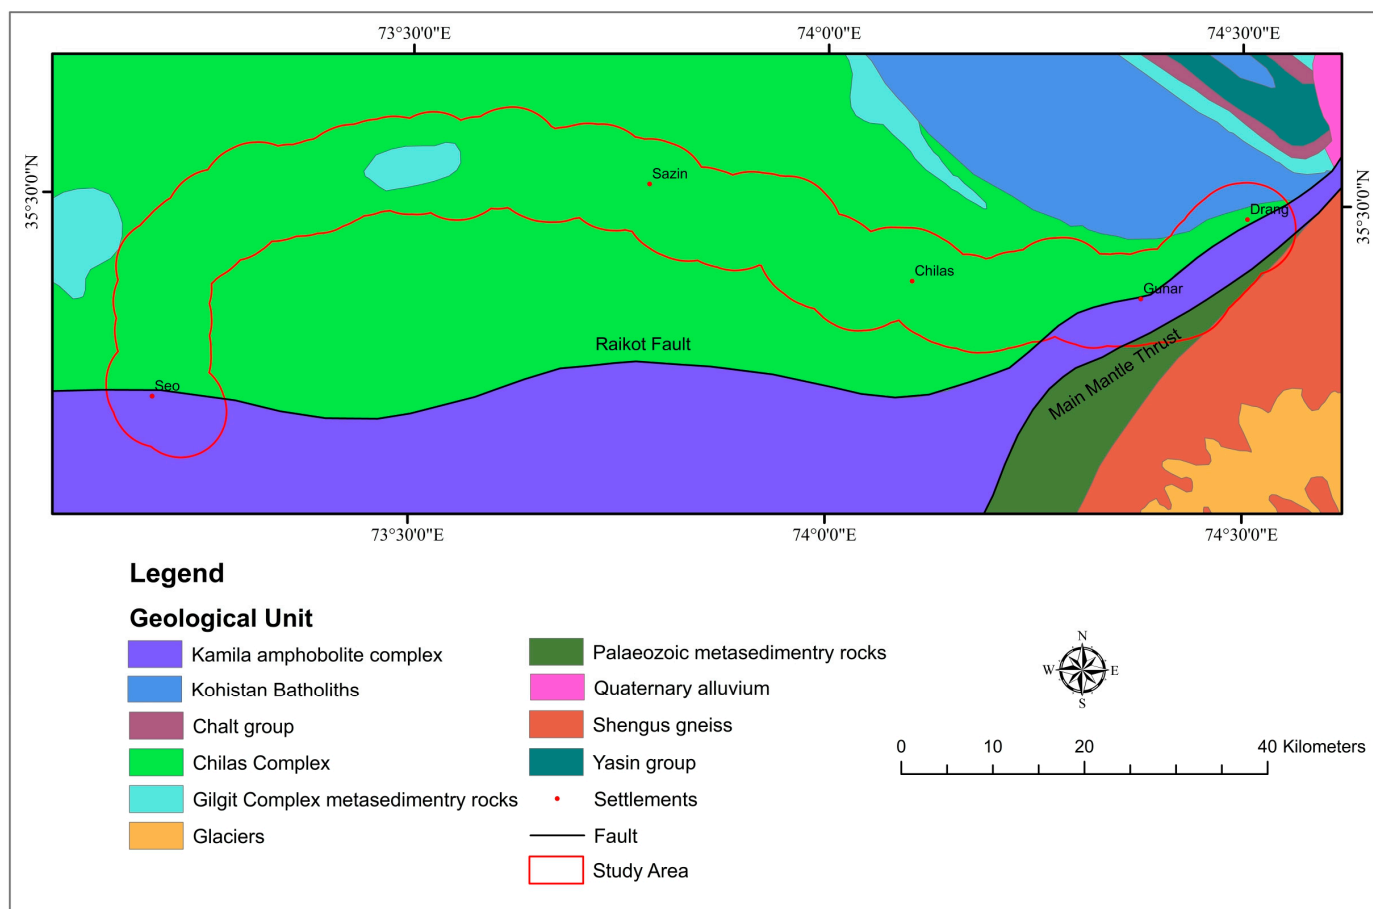 73°30'0"E 74°0'0"E 74°30'0"E
35°30'0"N
35°30'0"N
Sazin
Drang
Chilas
Gunar
Raikot Fault
Main Mantle Thrust
Seo
73°30'0"E 74°0'0"E 74°30'0"E
Legend
Geological Unit
Kamila amphobolite complex
Kohistan Batholiths
Chalt group
Chilas Complex
Gilgit Complex metasedimentry rocks
Glaciers
Palaeozoic metasedimentry rocks
Quaternary alluvium
Shengus gneiss
Yasin group
Settlements
Fault
Study Area
N
W E
S
0 10 20 40 Kilometers